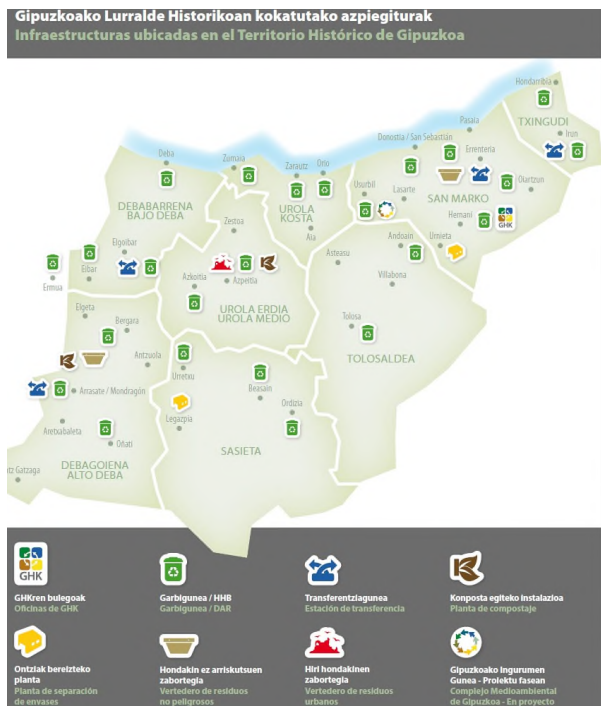 Gipuzkoako Lurralde Historikoan kokatutako azpiegiturak
Infraestructuras ubicadas en el Territorio Histórico de Gipuzkoa
Hondarribia
TXINGUDI
Irun
Pasaia
Donostia / San Sebastián
Errenteria
Oiartzun
Lasarte
SAN MARKO
Usurbil
Hernani
GHK
Urnieta
Deba
Zumaia
Zarautz
Orio
DEBABARRENA
BAJO DEBA
UROLA
KOSTA
Zestoa
Aia
Andoain
Asteasu
Villabona
Elgoibar
Eibar
Ermua
Azkoitia
Azpeitia
UROLA ERDIA
UROLA MEDIO
Tolosa
TOLOSALDEA
Elgeta
Bergara
Antzuola
Urretxu
Beasain
Arrasate / Mondragón
Legazpia
Ordizia
Aretxabaleta
Oñati
SASIETA
DEBAGOIENA
ALTO DEBA
tz-Gatzaga
GHK
GHKren bulegoak
Oficinas de GHK
Garbigunea / HHB
Garbigunea / DAR
Transferentziagunea
Estación de transferencia
Konposta egiteko instalazioa
Planta de compostaje
Ontziak bereizteko
planta
Planta de separación
de envases
Hondakin ez arriskutsuen
zabortegia
Vertedero de residuos
no peligrosos
Hiri hondakinen
zabortegia
Vertedero de residuos
urbanos
Gipuzkoako Ingurumen
Gunea - Proiektu fasean
Complejo Medioambiental
de Gipuzkoa - En proyecto